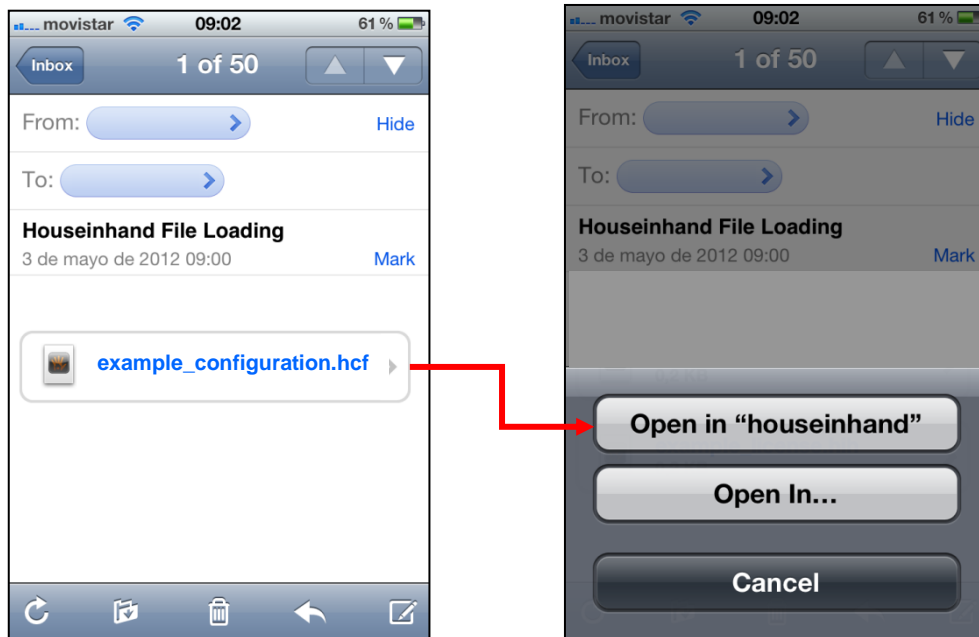 movistar 09:02 61 %
Inbox 1 of 50
From: Hide
To:
Houseinhand File Loading
3 de mayo de 2012 09:00 Mark
example_configuration.hcf
movistar 09:02 61 %
Inbox 1 of 50
From: Hide
To:
Houseinhand File Loading
3 de mayo de 2012 09:00 Mark
Open in “houseinhand”
Open In...
Cancel